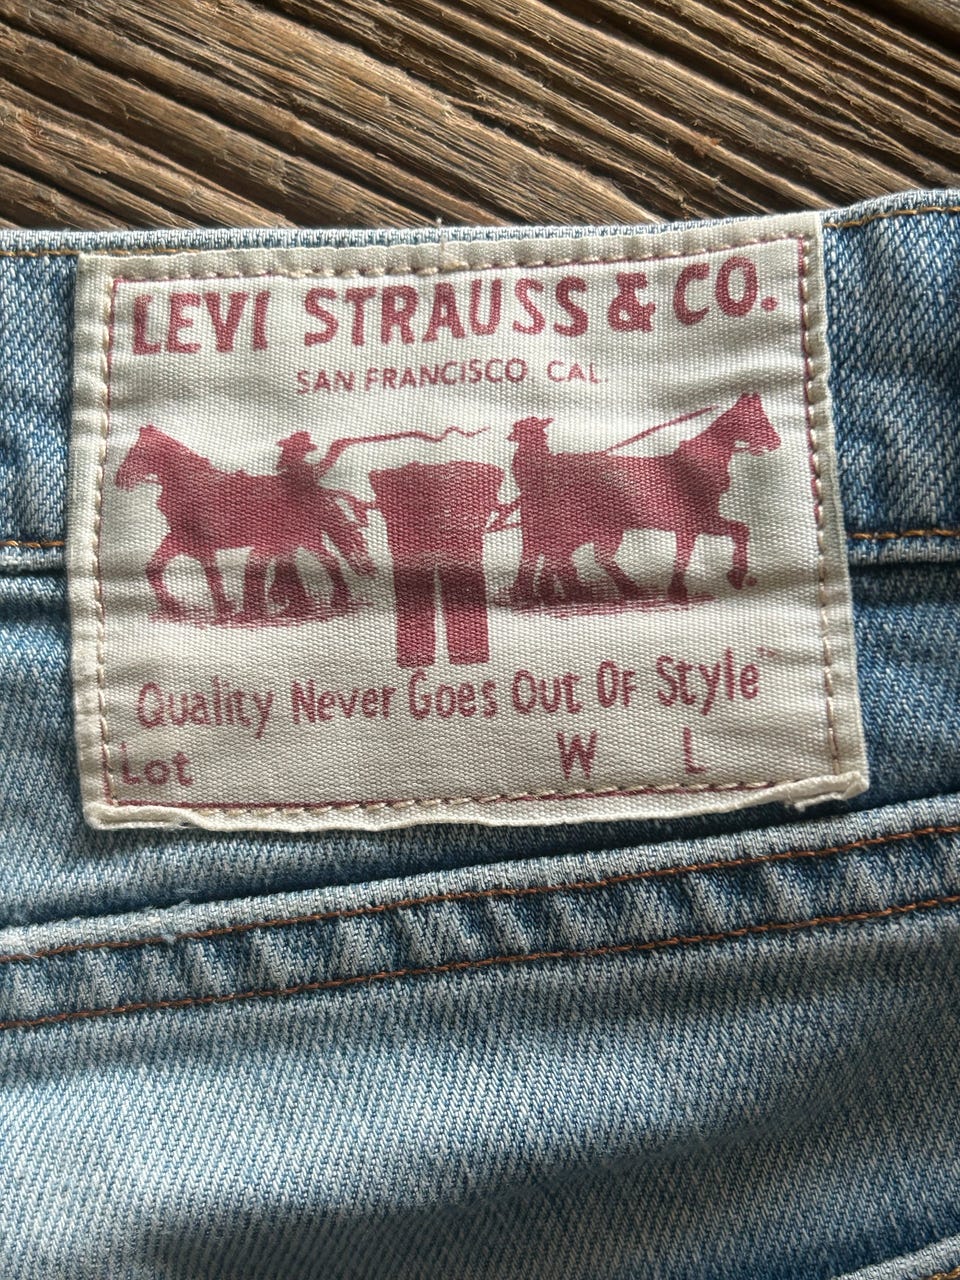 LEVI STRAUSS & CO.
SAN FRANCISCO, CAL.
Quality Never Goes Out Of Style™
Lot W L